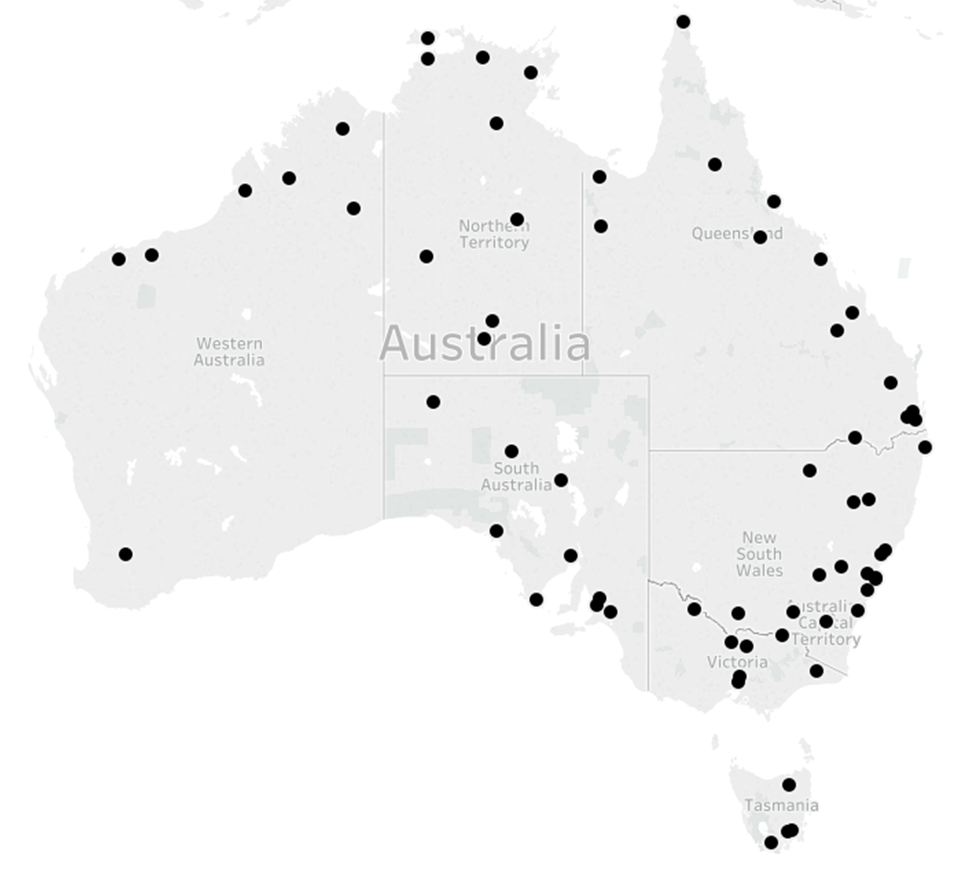 Northern
Territory
Queensland
Australia
Western
Australia
South
Australia
New
South
Wales
Australian
Capital
Territory
Victoria
Tasmania